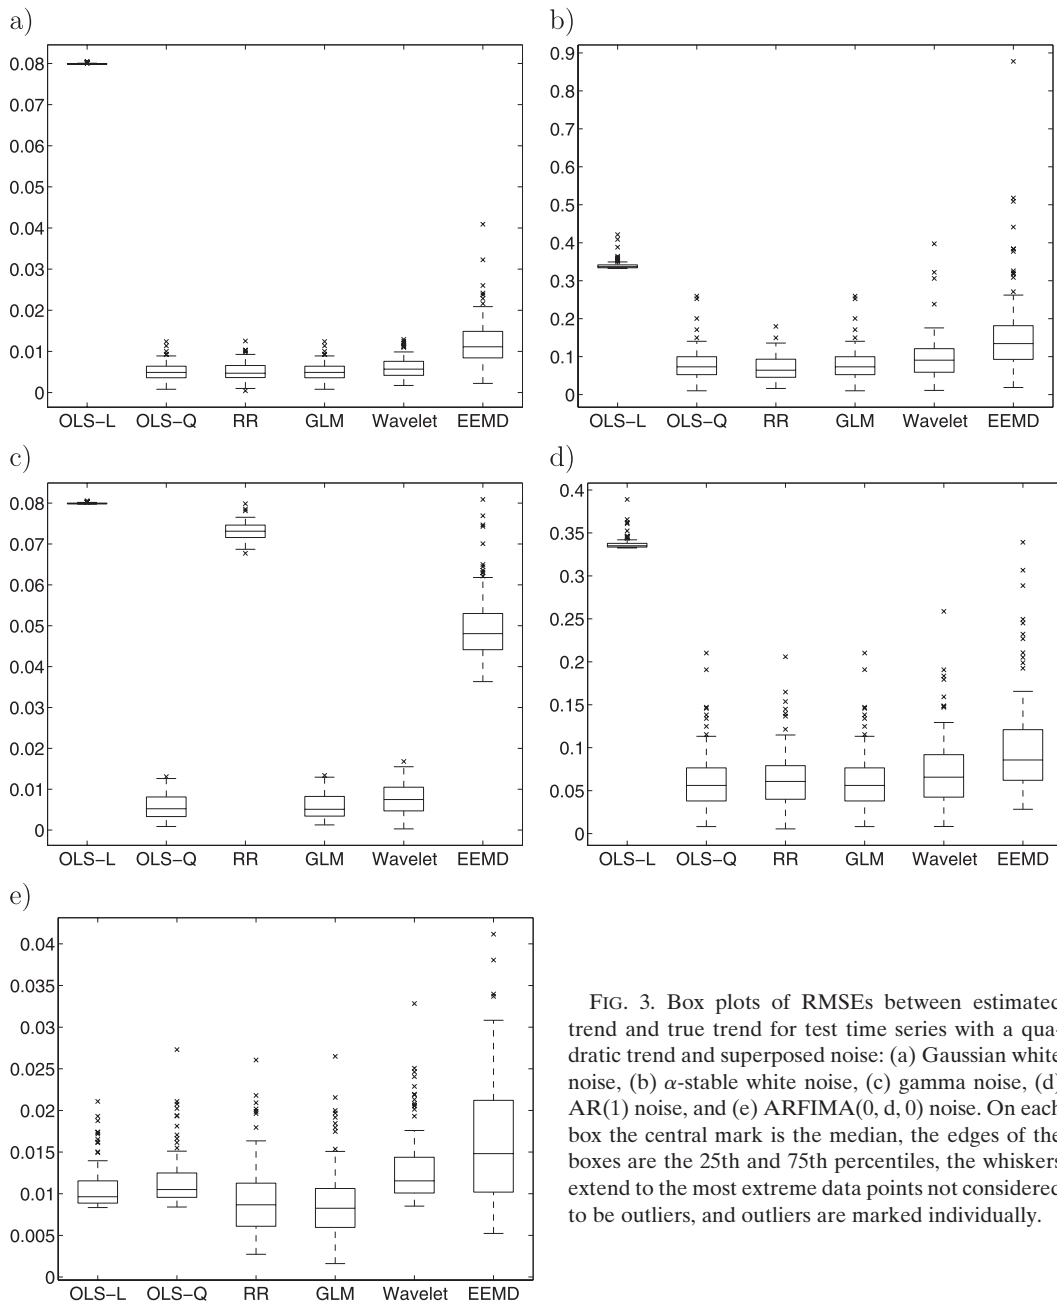 a)
0.08
0.07
0.06
0.05
0.04
0.03
0.02
0.01
0
OLS-L OLS-Q RR GLM Wavelet EEMD
b)
0.9
0.8
0.7
0.6
0.5
0.4
0.3
0.2
0.1
0
OLS-L OLS-Q RR GLM Wavelet EEMD
c)
0.08
0.07
0.06
0.05
0.04
0.03
0.02
0.01
0
OLS-L OLS-Q RR GLM Wavelet EEMD
d)
0.4
0.35
0.3
0.25
0.2
0.15
0.1
0.05
0
OLS-L OLS-Q RR GLM Wavelet EEMD
e)
0.04
0.035
0.03
0.025
0.02
0.015
0.01
0.005
0
OLS-L OLS-Q RR GLM Wavelet EEMD
FIG. 3. Box plots of RMSEs between estimated
trend and true trend for test time series with a qua-
dratic trend and superposed noise: (a) Gaussian white
noise, (b) α-stable white noise, (c) gamma noise, (d)
AR(1) noise, and (e) ARFIMA(0, d, 0) noise. On each
box the central mark is the median, the edges of the
boxes are the 25th and 75th percentiles, the whiskers
extend to the most extreme data points not considered
to be outliers, and outliers are marked individually.